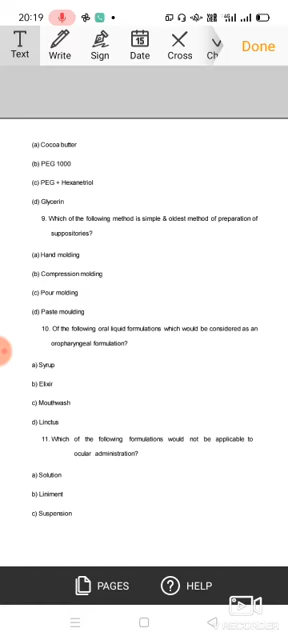 20:19
Text
Write
Sign
15
Date
Cross
Ch
Done
(a) Cocoa butter
(b) PEG 1000
(c) PEG + Hexanetriol
(d) Glycerin
9. Which of the following method is simple & oldest method of preparation of
suppositories?
(a) Hand molding
(b) Compression molding
(c) Pour molding
(d) Paste moulding
10. Of the following oral liquid formulations which would be considered as an
oropharyngeal formulation?
a) Syrup
b) Elixir
c) Mouthwash
d) Linctus
11. Which of the following formulations would not be applicable to
ocular administration?
a) Solution
b) Liniment
c) Suspension
PAGES
HELP
RECORDER